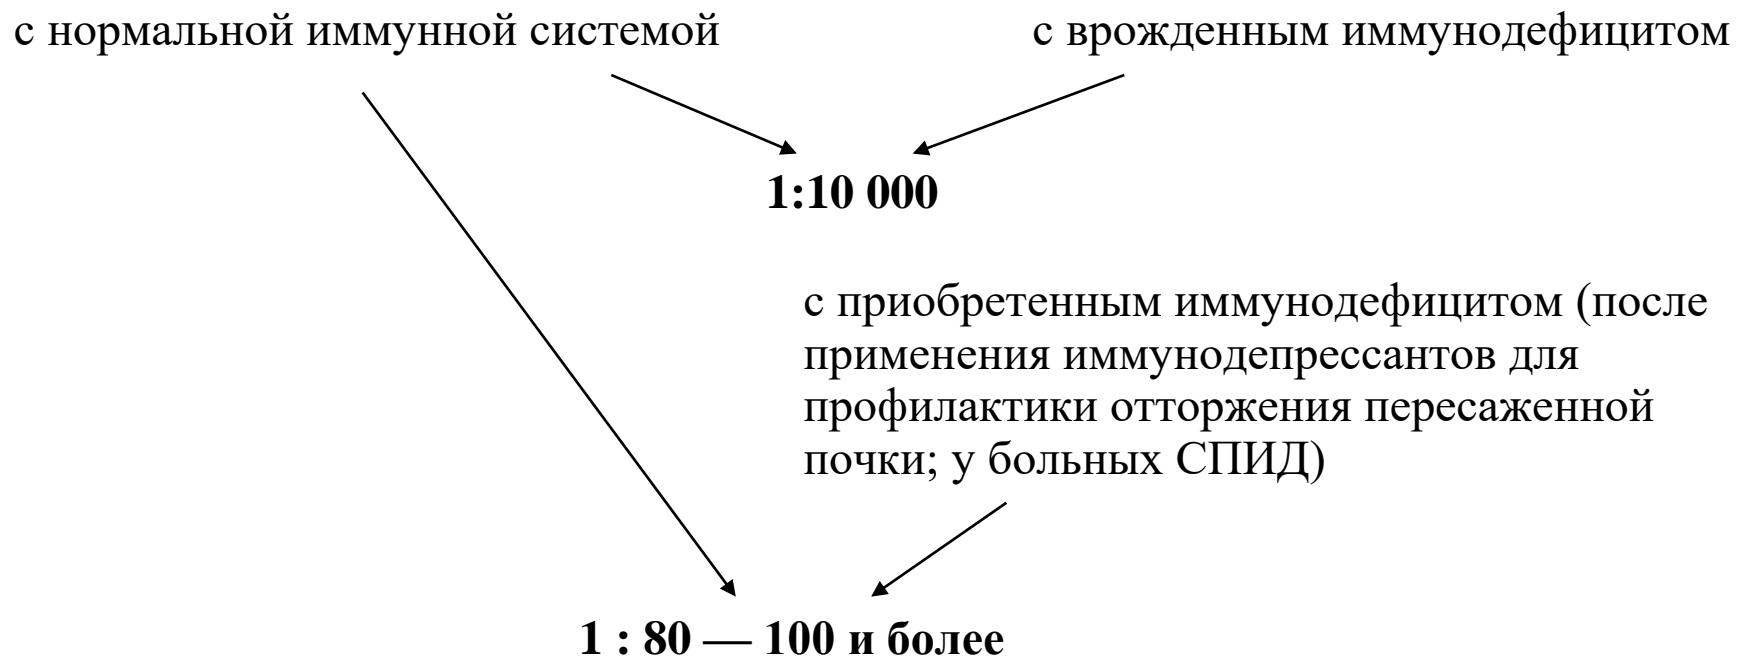 с нормальной иммунной системой
с врожденным иммунодефицитом
1:10 000
с приобретенным иммунодефицитом (после
применения иммунодепрессантов для
профилактики отторжения пересаженной
почки; у больных СПИД)
1 : 80 — 100 и более